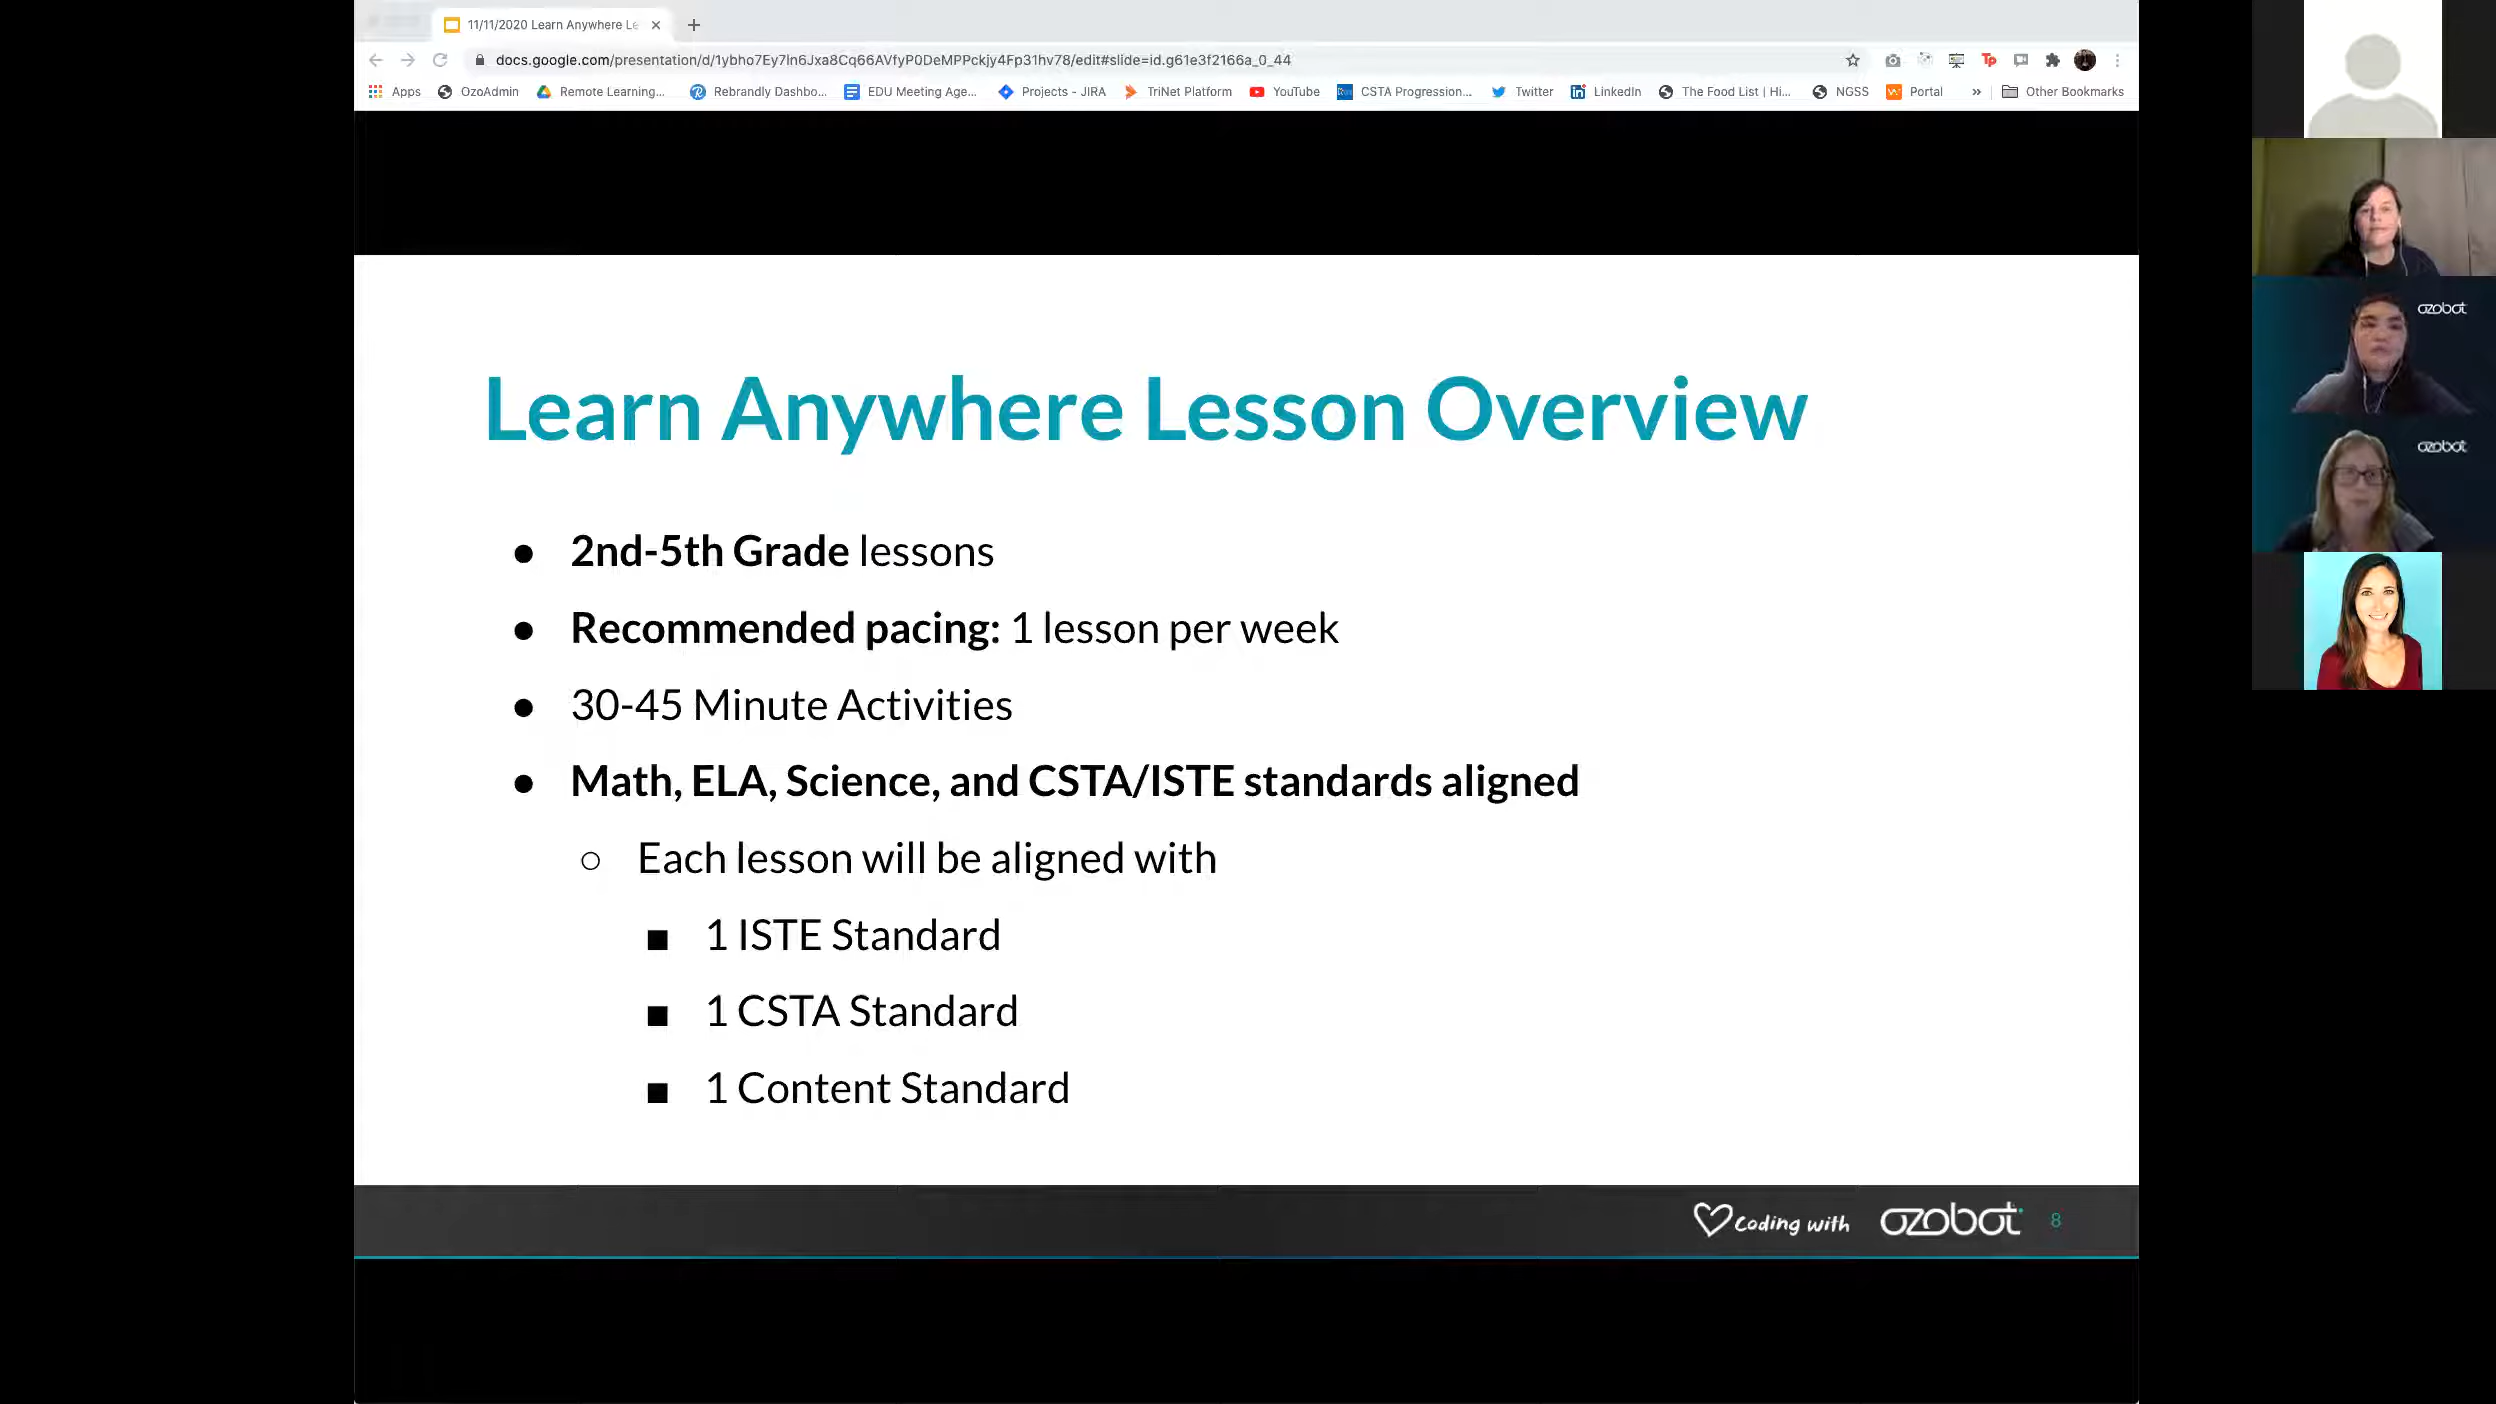 11/11/2020 Learn Anywhere Le
docs.google.com/presentation/d/1ybho7Ey7ln6Jxa8Cq66AVfyP0DeMPPckjy4Fp31hv78/edit#slide=id.g61e3f2166a_0_44
Apps OzoAdmin Remote Learning... Rebrandly Dashbo... EDU Meeting Age... Projects - JIRA TriNet Platform YouTube CSTA Progression... Twitter LinkedIn The Food List | Hi... NGSS Portal » Other Bookmarks
ozobot
ozobot
Learn Anywhere Lesson Overview
● 2nd-5th Grade lessons
● Recommended pacing: 1 lesson per week
● 30-45 Minute Activities
● Math, ELA, Science, and CSTA/ISTE standards aligned
○ Each lesson will be aligned with
■ 1 ISTE Standard
■ 1 CSTA Standard
■ 1 Content Standard
Coding with ozobot 8